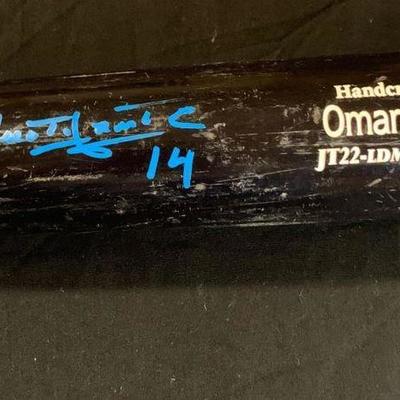 14
Handcr
Omar
JT22-LDM